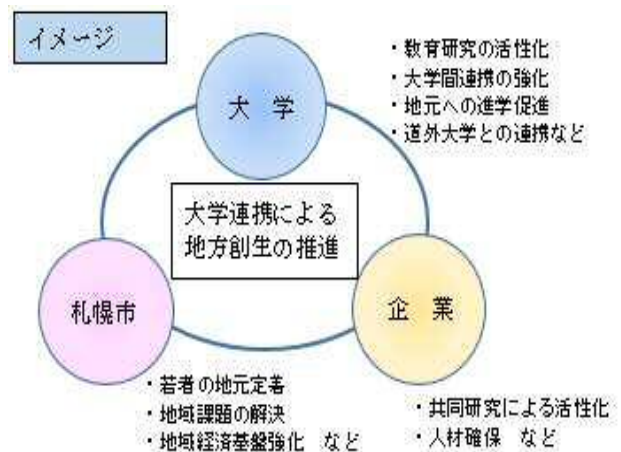 イメージ
大　学
・教育研究の活性化
・大学間連携の強化
・地元への進学促進
・道外大学との連携など
大学連携による
地方創生の推進
札幌市
企　業
・若者の地元定着
・地域課題の解決
・地域経済基盤強化　など
・共同研究による活性化
・人材確保　など